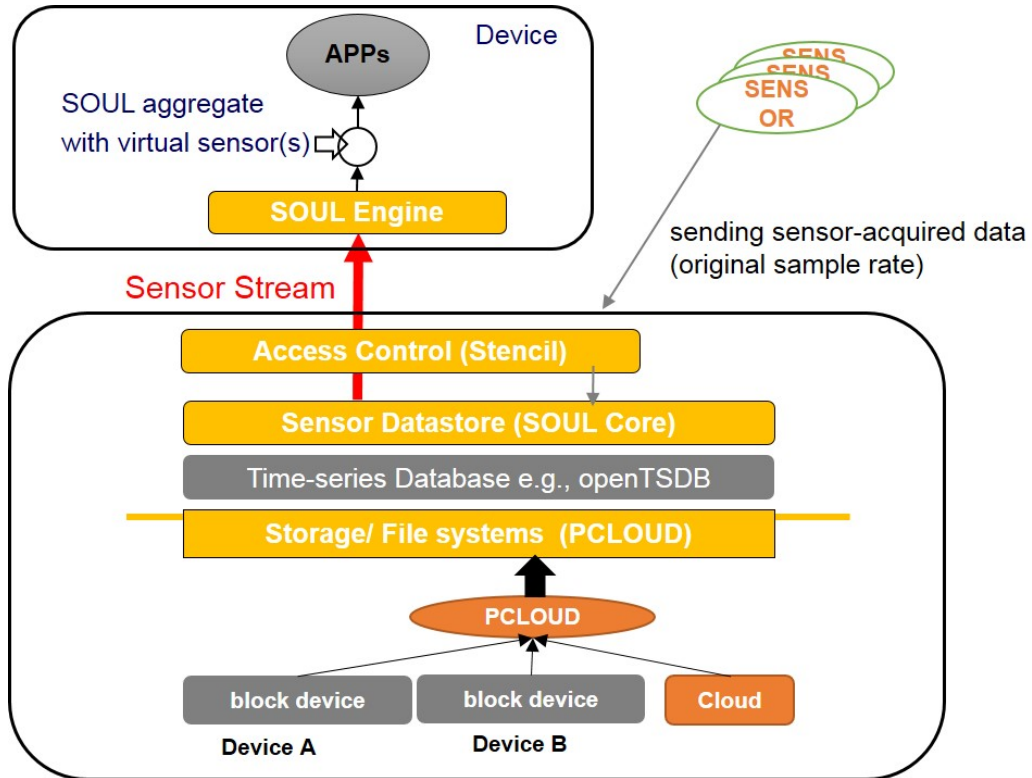 Device
APPs
SOUL aggregate
with virtual sensor(s)
SOUL Engine
SENS
SENS
SENS
OR
sending sensor-acquired data
(original sample rate)
Sensor Stream
Access Control (Stencil)
Sensor Datastore (SOUL Core)
Time-series Database e.g., openTSDB
Storage/ File systems (PCLOUD)
PCLOUD
block device
block device
Cloud
Device A
Device B